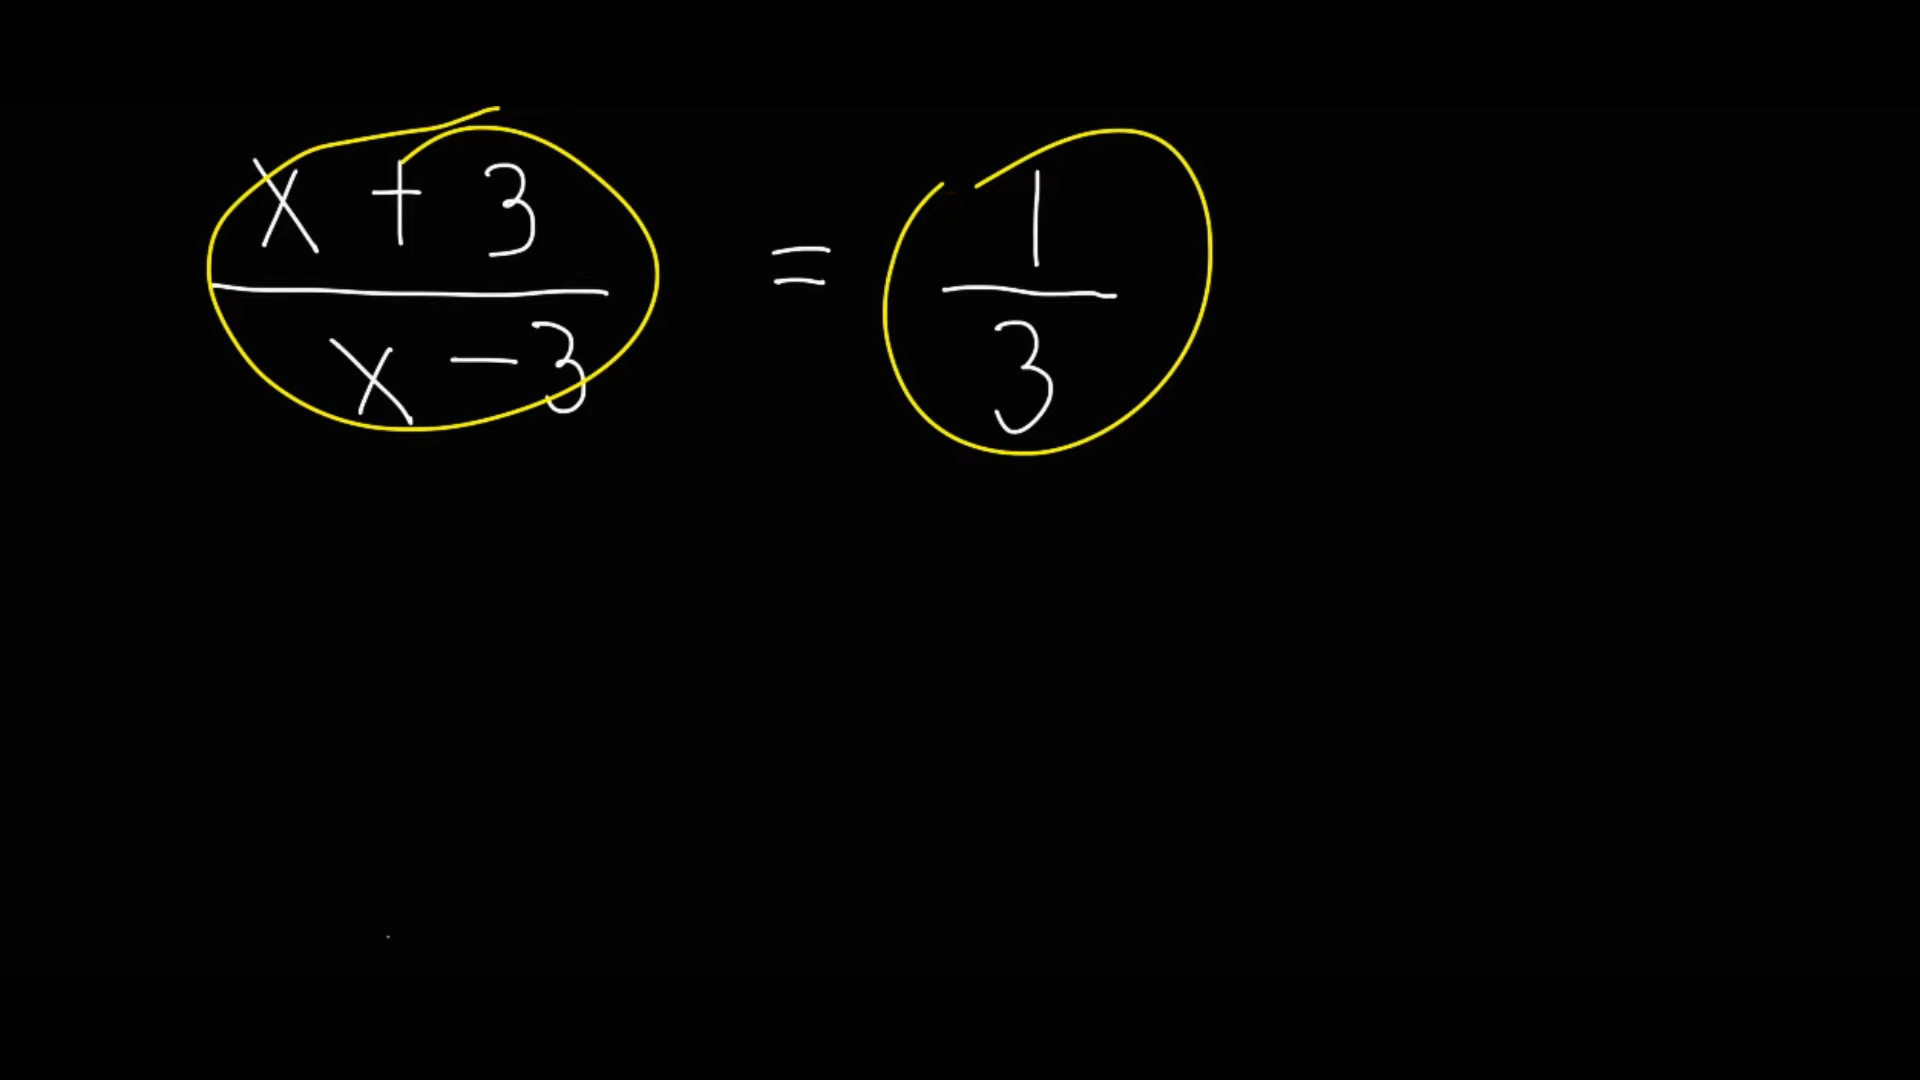 x + 3 = 1
x - 3   3